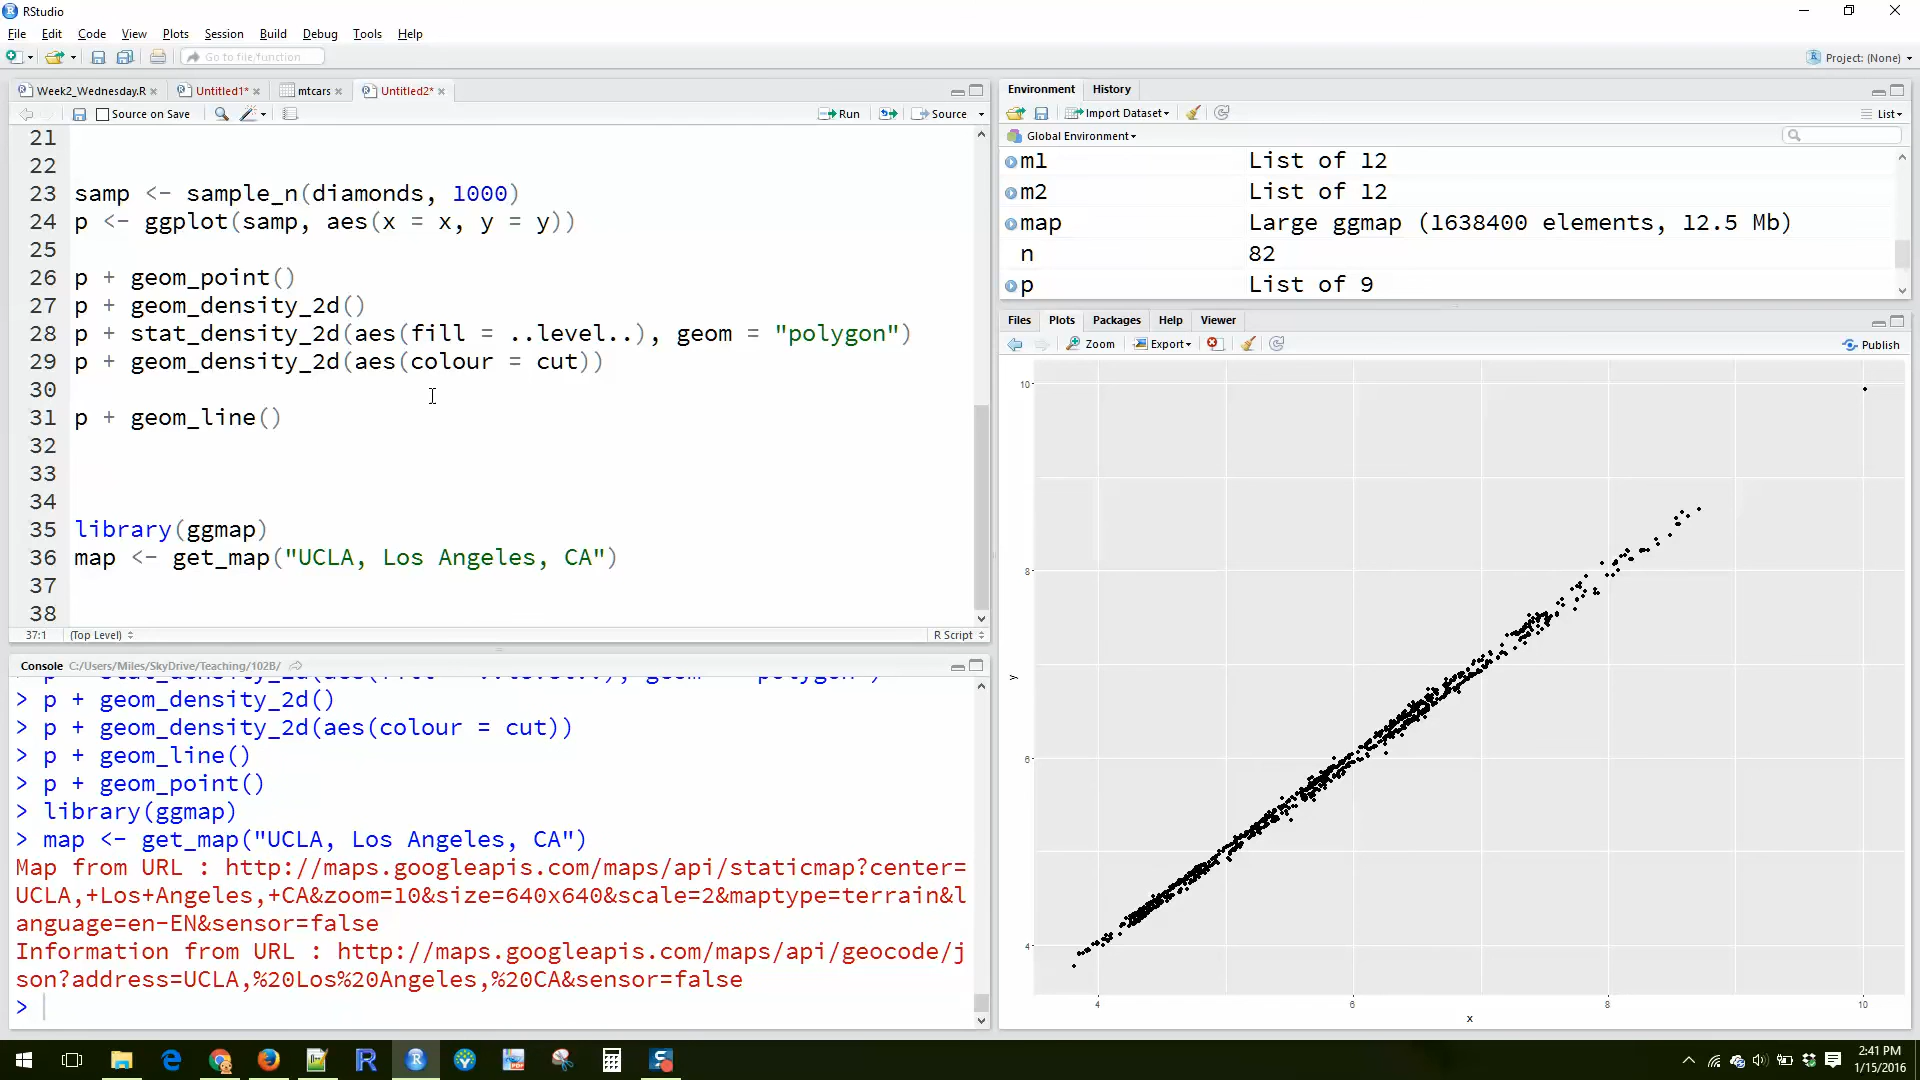 RStudio
File Edit Code View Plots Session Build Debug Tools Help
Go to file/function
Project: (None)
Week2_Wednesday.R
Untitled1*
mtcars
Untitled2*
Source on Save
Run
Source
21
22
23 samp <- sample_n(diamonds, 1000)
24 p <- ggplot(samp, aes(x = x, y = y))
25
26 p + geom_point()
27 p + geom_density_2d()
28 p + stat_density_2d(aes(fill = ..level..), geom = "polygon")
29 p + geom_density_2d(aes(colour = cut))
30
31 p + geom_line()
32
33
34
35 library(ggmap)
36 map <- get_map("UCLA, Los Angeles, CA")
37
38
37:1 (Top Level) R Script
Console C:/Users/Miles/SkyDrive/Teaching/102B/
> p + geom_density_2d()
> p + geom_density_2d(aes(colour = cut))
> p + geom_line()
> p + geom_point()
> library(ggmap)
> map <- get_map("UCLA, Los Angeles, CA")
Map from URL : http://maps.googleapis.com/maps/api/staticmap?center=
UCLA,+Los+Angeles,+CA&zoom=10&size=640x640&scale=2&maptype=terrain&l
anguage=en-EN&sensor=false
Information from URL : http://maps.googleapis.com/maps/api/geocode/j
son?address=UCLA,%20Los%20Angeles,%20CA&sensor=false
>
Environment History
Import Dataset
List
Global Environment
m1 List of 12
m2 List of 12
map Large ggmap (1638400 elements, 12.5 Mb)
n 82
p List of 9
Files Plots Packages Help Viewer
Zoom Export Publish
10
8
6
4
y
4 6 8 10
x
2:41 PM
1/15/2016